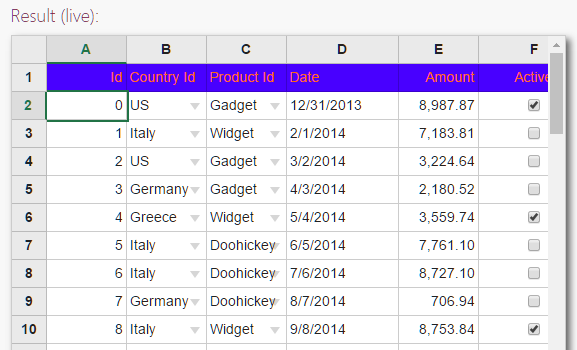 Result (live):
A B C D E F
1 Id Country Id Product Id Date Amount Active
2 0 US Gadget 12/31/2013 8,987.87
3 1 Italy Widget 2/1/2014 7,183.81
4 2 US Gadget 3/2/2014 3,224.64
5 3 Germany Gadget 4/3/2014 2,180.52
6 4 Greece Widget 5/4/2014 3,559.74
7 5 Italy Doohickey 6/5/2014 7,761.10
8 6 Italy Doohickey 7/6/2014 8,727.10
9 7 Germany Doohickey 8/7/2014 706.94
10 8 Italy Widget 9/8/2014 8,753.84